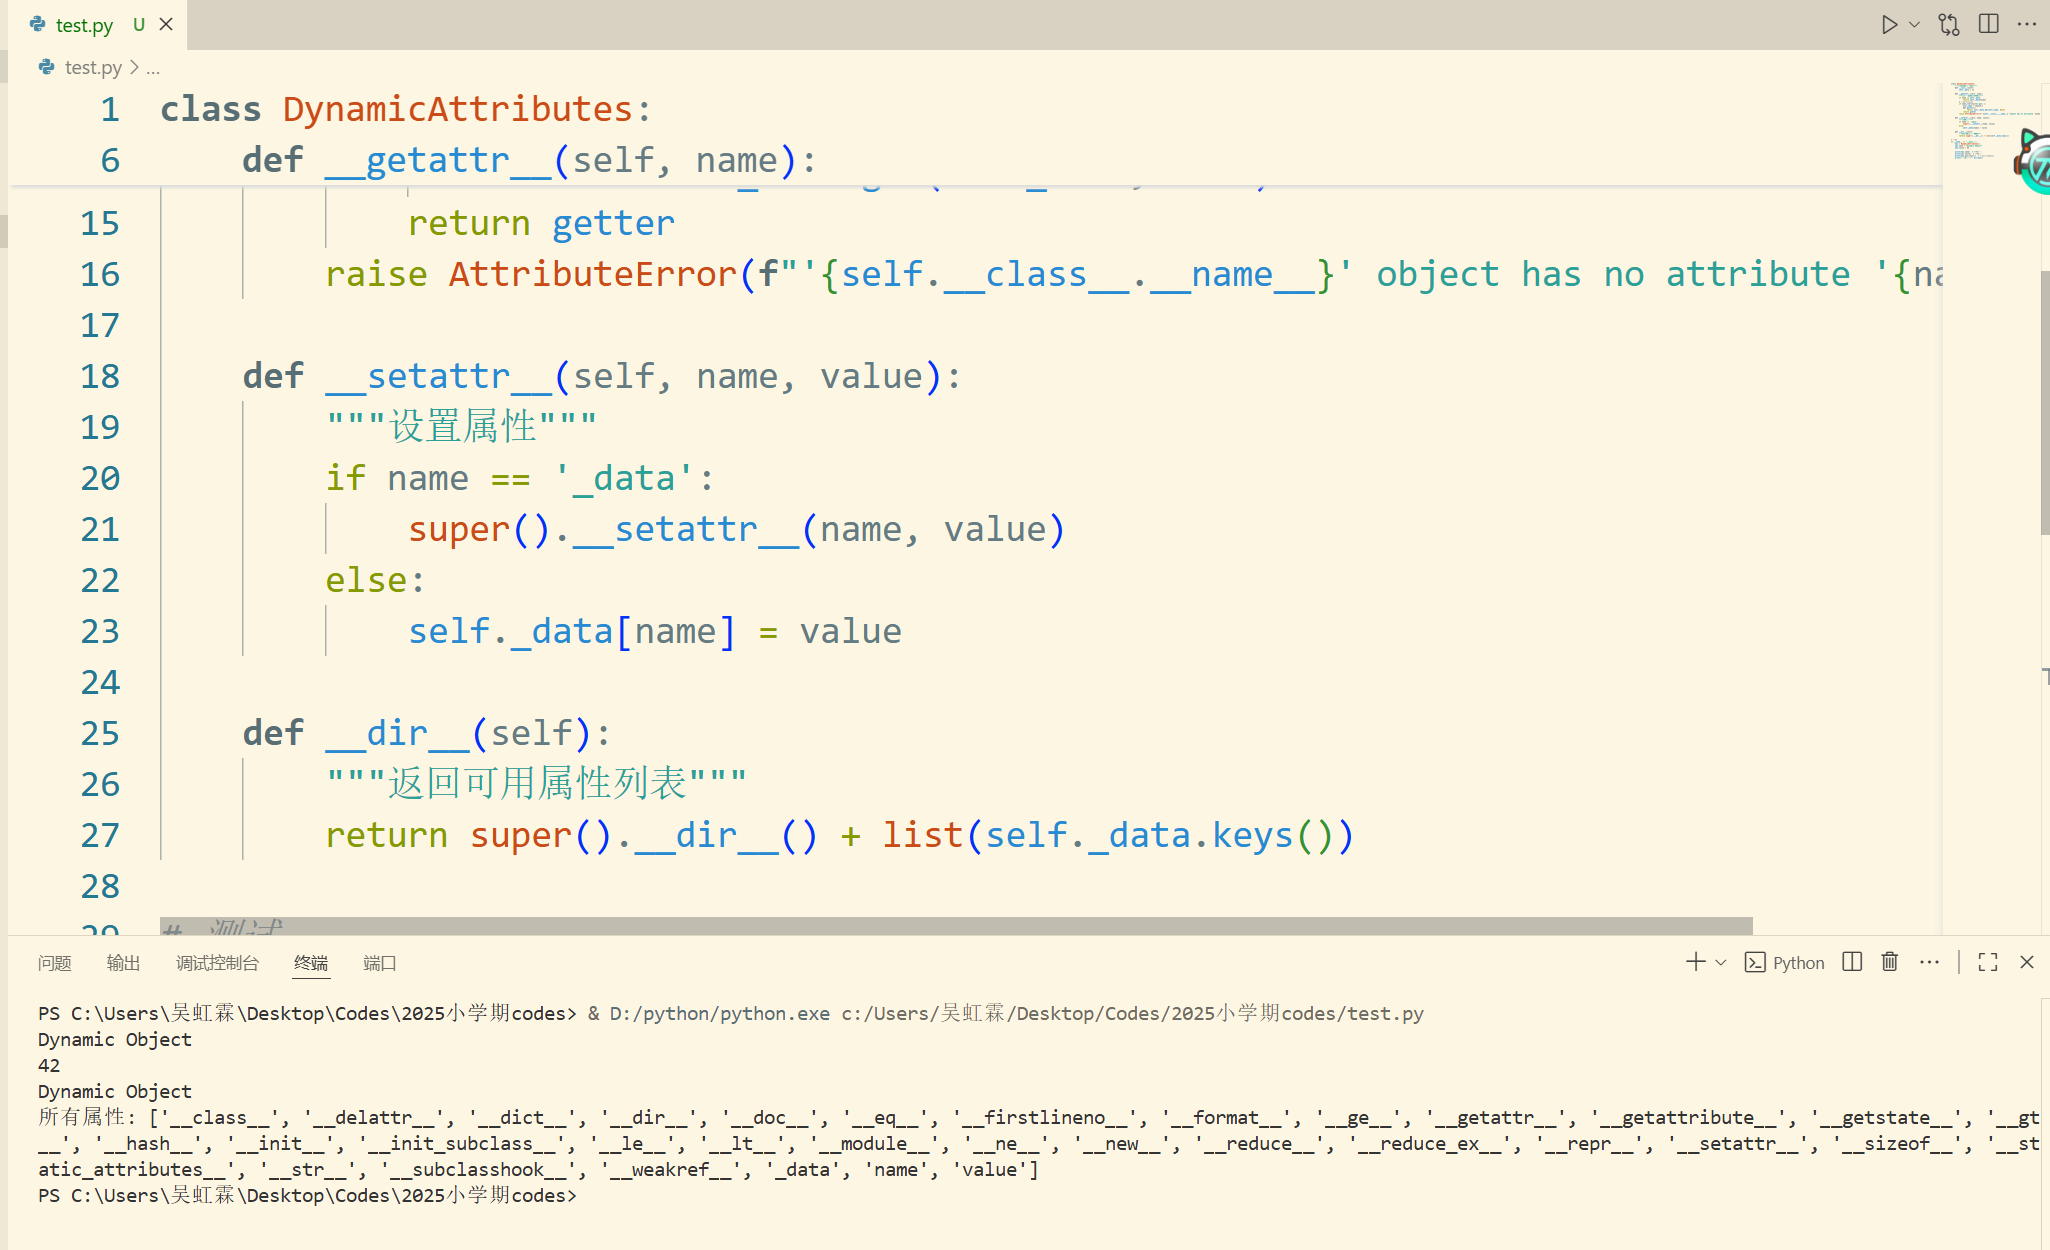 test.py U
test.py > ...
1 class DynamicAttributes:
6 def __getattr__(self, name):
15 return getter
16 raise AttributeError(f"'{self.__class__.__name__}' object has no attribute '{na
17
18 def __setattr__(self, name, value):
19 """设置属性"""
20 if name == '_data':
21 super().__setattr__(name, value)
22 else:
23 self._data[name] = value
24
25 def __dir__(self):
26 """返回可用属性列表"""
27 return super().__dir__() + list(self._data.keys())
28
29 # 测试
问题 输出 调试控制台 终端 端口 Python
PS C:\Users\吴虹霖\Desktop\Codes\2025小学期codes> & D:/python/python.exe c:/Users/吴虹霖/Desktop/Codes/2025小学期codes/test.py
Dynamic Object
42
Dynamic Object
所有属性: ['__class__', '__delattr__', '__dict__', '__dir__', '__doc__', '__eq__', '__firstlineno__', '__format__', '__ge__', '__getattr__', '__getattribute__', '__getstate__', '__gt
__', '__hash__', '__init__', '__init_subclass__', '__le__', '__lt__', '__module__', '__ne__', '__new__', '__reduce__', '__reduce_ex__', '__repr__', '__setattr__', '__sizeof__', '__st
atic_attributes__', '__str__', '__subclasshook__', '__weakref__', '_data', 'name', 'value']
PS C:\Users\吴虹霖\Desktop\Codes\2025小学期codes>